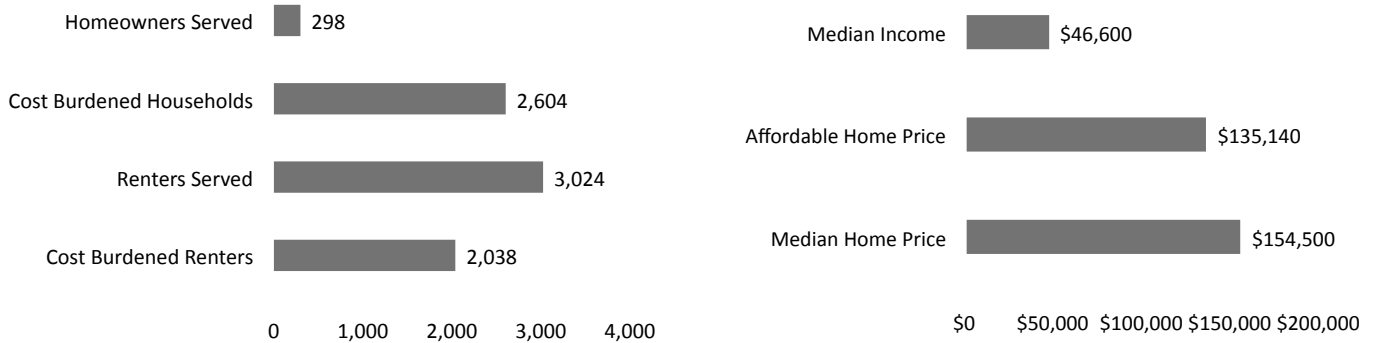 Homeowners Served 298
Cost Burdened Households 2,604
Renters Served 3,024
Cost Burdened Renters 2,038
0 1,000 2,000 3,000 4,000
Median Income $46,600
Affordable Home Price $135,140
Median Home Price $154,500
$0 $50,000 $100,000 $150,000 $200,000